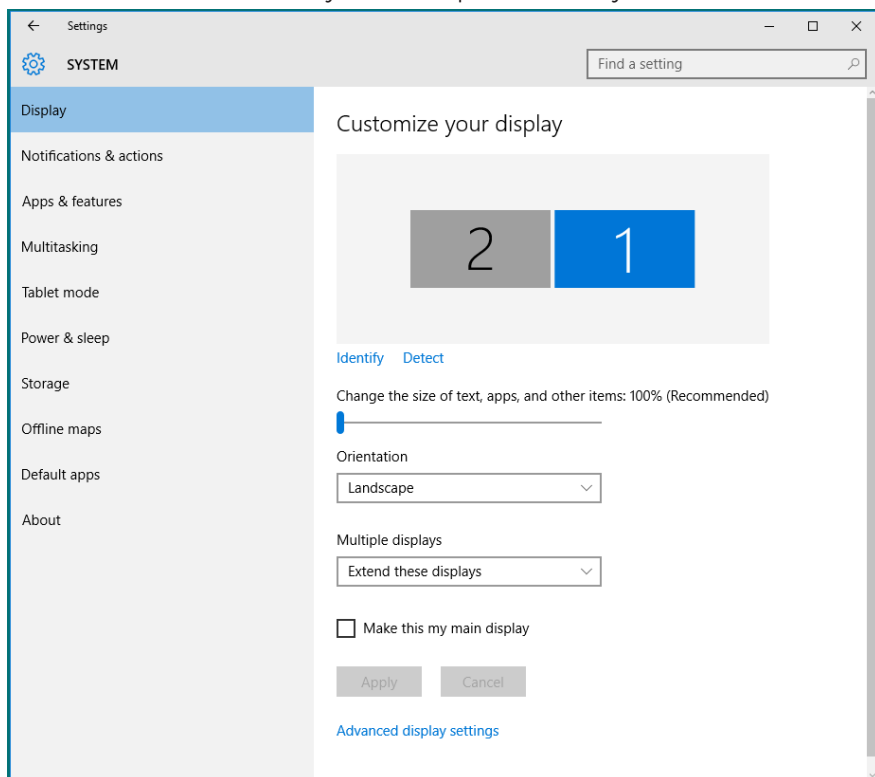 Settings
SYSTEM
Find a setting
Display
Notifications & actions
Apps & features
Multitasking
Tablet mode
Power & sleep
Storage
Offline maps
Default apps
About
Customize your display
2 1
Identify Detect
Change the size of text, apps, and other items: 100% (Recommended)
Orientation
Landscape
Multiple displays
Extend these displays
Make this my main display
Apply Cancel
Advanced display settings